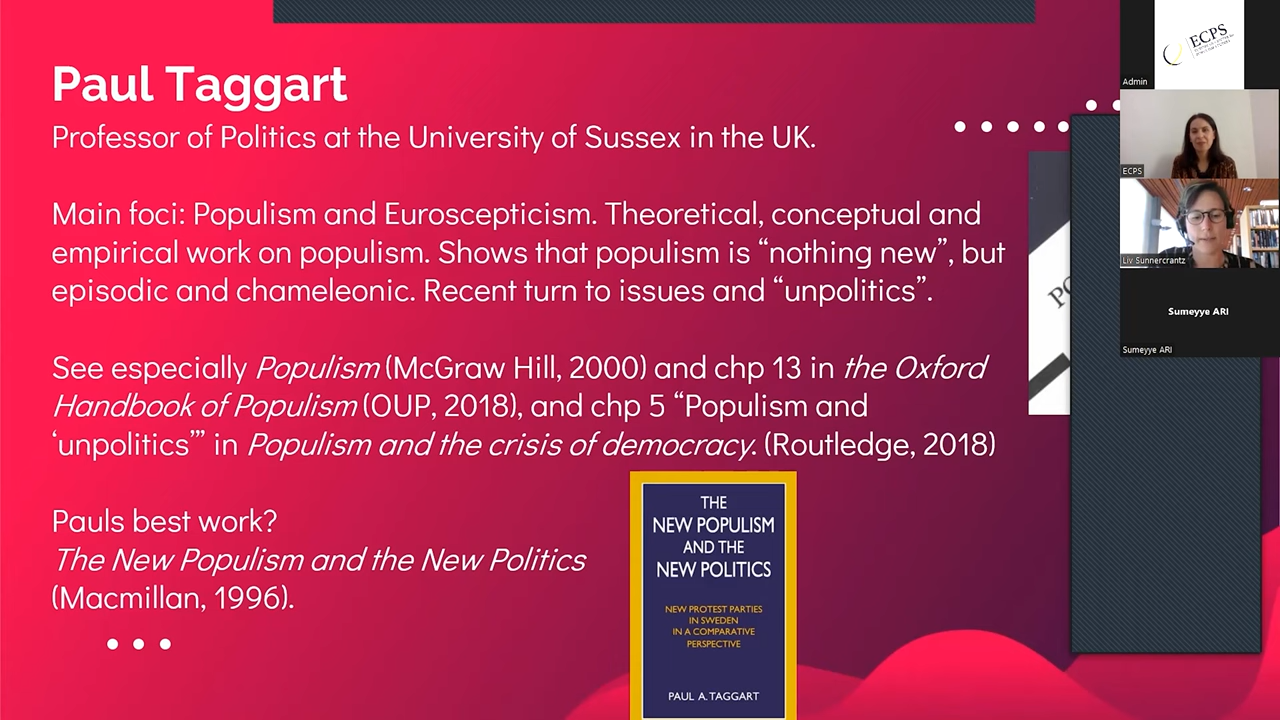 Paul Taggart
Professor of Politics at the University of Sussex in the UK.
Main foci: Populism and Euroscepticism. Theoretical, conceptual and
empirical work on populism. Shows that populism is “nothing new”, but
episodic and chameleonic. Recent turn to issues and “unpolitics”.
See especially Populism (McGraw Hill, 2000) and chp 13 in the Oxford
Handbook of Populism (OUP, 2018), and chp 5 “Populism and
‘unpolitics’” in Populism and the crisis of democracy. (Routledge, 2018)
Pauls best work?
The New Populism and the New Politics
(Macmillan, 1996).
THE
NEW POPULISM
AND THE
NEW POLITICS
NEW PROTEST PARTIES
IN SWEDEN
IN A COMPARATIVE
PERSPECTIVE
PAUL A. TAGGART
PO
ECPS
Admin
ECPS
Liv Sunnercrantz
Sumeyye ARI
Sumeyye ARI